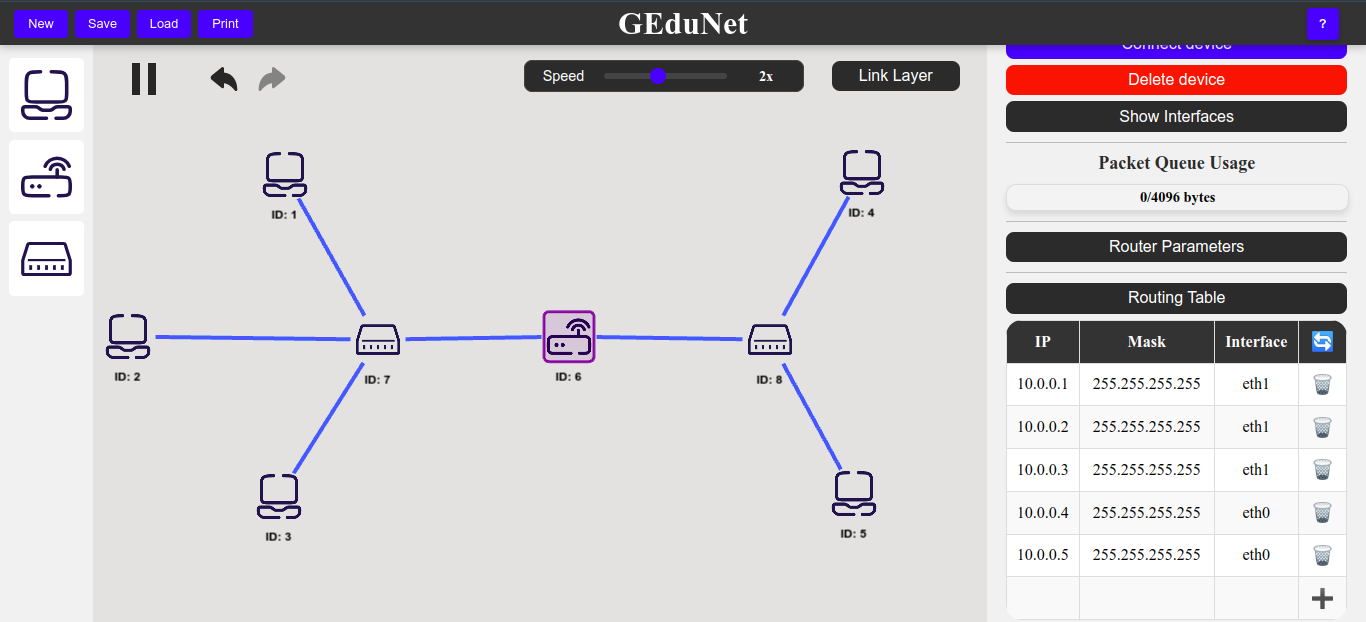 New Save Load Print GEduNet ?
Speed 2x Link Layer
Connect device
Delete device
Show Interfaces
Packet Queue Usage
0/4096 bytes
Router Parameters
Routing Table
IP Mask Interface
10.0.0.1 255.255.255.255 eth1
10.0.0.2 255.255.255.255 eth1
10.0.0.3 255.255.255.255 eth1
10.0.0.4 255.255.255.255 eth0
10.0.0.5 255.255.255.255 eth0
ID: 1
ID: 4
ID: 2
ID: 7
ID: 6
ID: 8
ID: 3
ID: 5